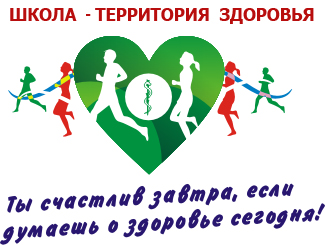 ШКОЛА - ТЕРРИТОРИЯ ЗДОРОВЬЯ
Ты счастлив завтра, если
думаешь о здоровье сегодня!